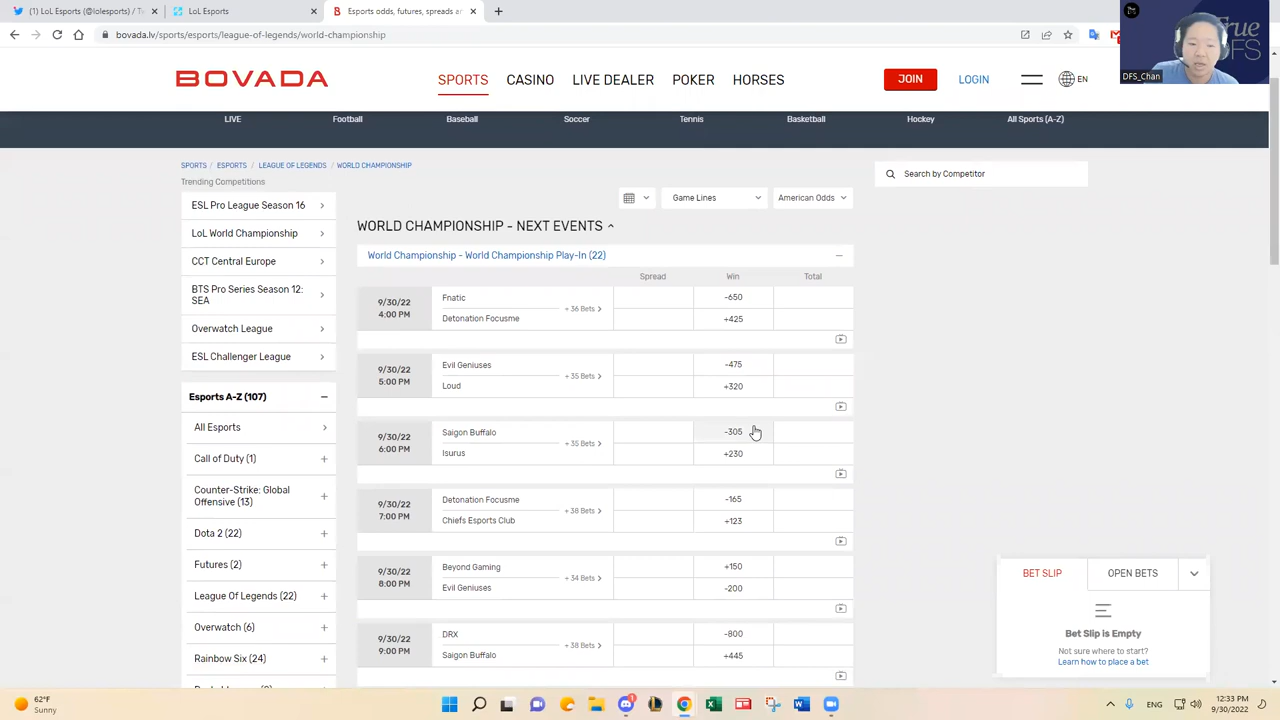 (1) LoL Esports (@lolesports) / T
LoL Esports
Esports odds, futures, spreads a
bovada.lv/sports/esports/league-of-legends/world-championship
True
DFS
DFS_Chan
BOVADA
SPORTS
CASINO
LIVE DEALER
POKER
HORSES
JOIN
LOGIN
EN
LIVE
Football
Baseball
Soccer
Tennis
Basketball
Hockey
All Sports (A-Z)
SPORTS / ESPORTS / LEAGUE OF LEGENDS / WORLD CHAMPIONSHIP
Trending Competitions
ESL Pro League Season 16
LoL World Championship
CCT Central Europe
BTS Pro Series Season 12:
SEA
Overwatch League
ESL Challenger League
Esports A-Z (107)
All Esports
Call of Duty (1)
Counter-Strike: Global
Offensive (13)
Dota 2 (22)
Futures (2)
League Of Legends (22)
Overwatch (6)
Rainbow Six (24)
Game Lines
American Odds
Search by Competitor
WORLD CHAMPIONSHIP - NEXT EVENTS
World Championship - World Championship Play-In (22)
Spread
Win
Total
9/30/22
4:00 PM
Fnatic
Detonation Focusme
+ 36 Bets
-650
+425
9/30/22
5:00 PM
Evil Geniuses
Loud
+ 35 Bets
-475
+320
9/30/22
6:00 PM
Saigon Buffalo
Isurus
+ 35 Bets
-305
+230
9/30/22
7:00 PM
Detonation Focusme
Chiefs Esports Club
+ 38 Bets
-165
+123
9/30/22
8:00 PM
Beyond Gaming
Evil Geniuses
+ 34 Bets
+150
-200
9/30/22
9:00 PM
DRX
Saigon Buffalo
+ 38 Bets
-800
+445
BET SLIP
OPEN BETS
Bet Slip is Empty
Not sure where to start?
Learn how to place a bet
62°F
Sunny
1
ENG
12:33 PM
9/30/2022